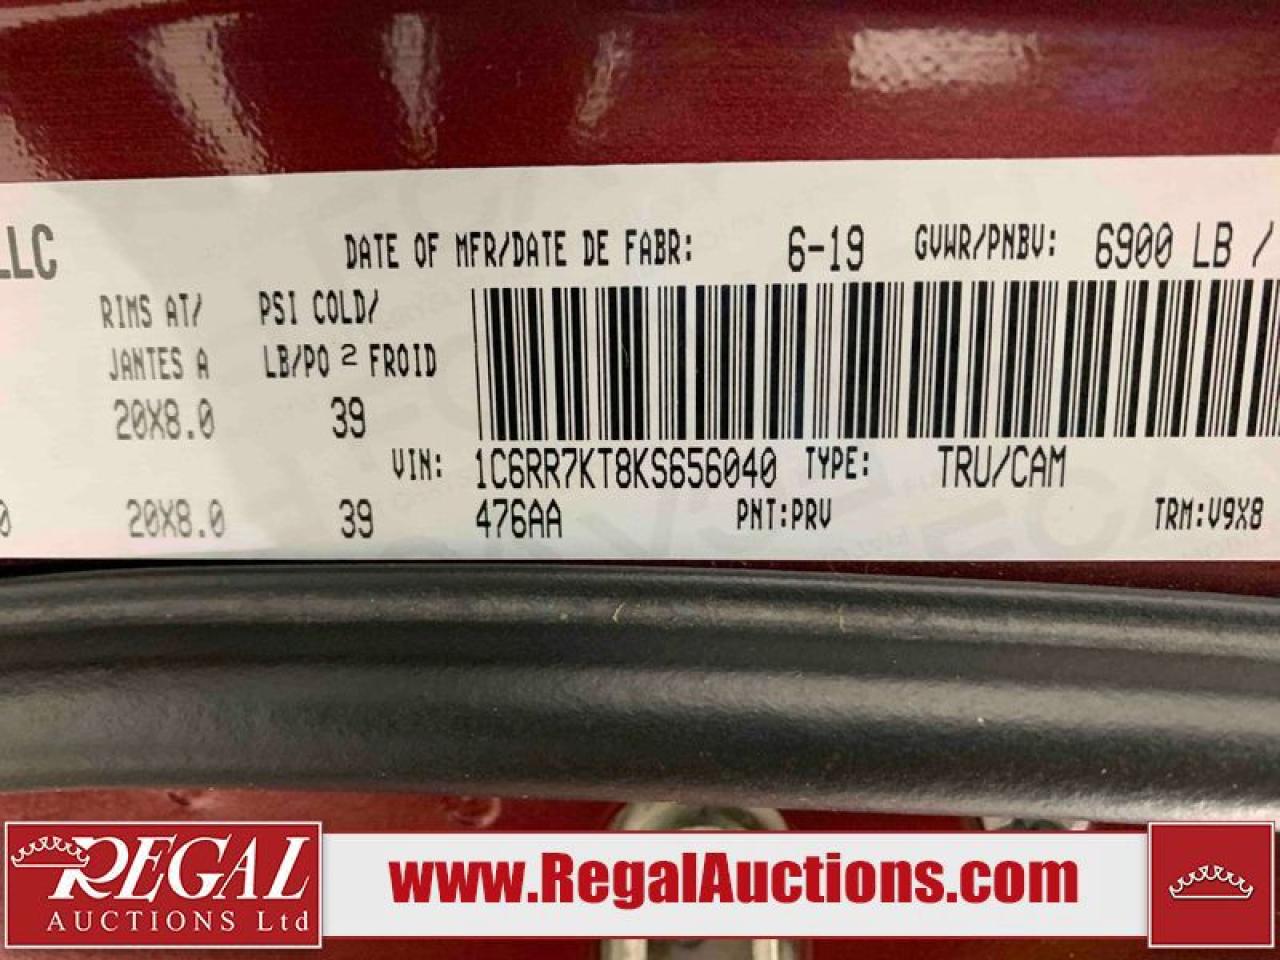 LLC
DATE OF MFR/DATE DE FABR: 6-19 GVWR/PNBV: 6900 LB /
RIMS AT/ PSI COLD/
JANTES A LB/PO 2 FROID
20X8.0 39
VIN: 1C6RR7KT8KS656040 TYPE: TRU/CAM
0 20X8.0 39 476AA PNT:PRV TRM:V9X8
REGAL
AUCTIONS Ltd
www.RegalAuctions.com